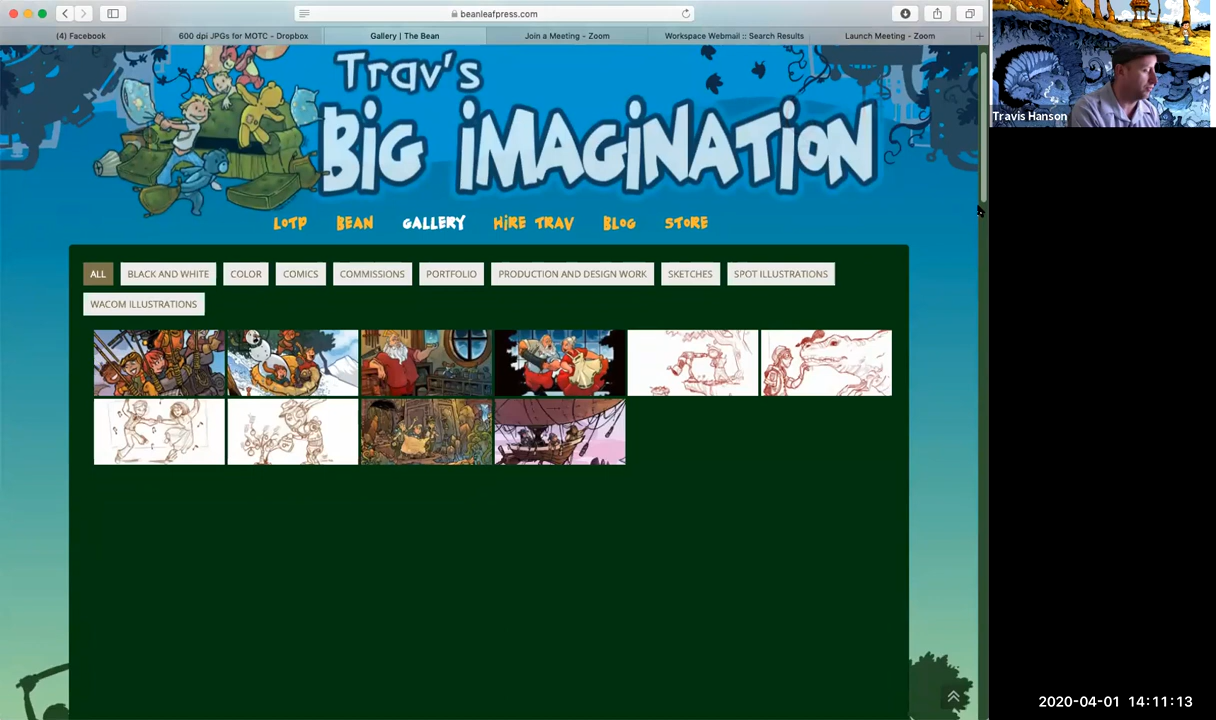 beanleafpress.com
(4) Facebook
600 dpi JPGs for MOTC - Dropbox
Gallery | The Bean
Join a Meeting - Zoom
Workspace Webmail :: Search Results
Launch Meeting - Zoom
Trav's
BIG IMAGINATION
LOTP BEAN GALLERY HIRE TRAV BLOG STORE
ALL BLACK AND WHITE COLOR COMICS COMMISSIONS PORTFOLIO PRODUCTION AND DESIGN WORK SKETCHES SPOT ILLUSTRATIONS
WACOM ILLUSTRATIONS
Travis Hanson
2020-04-01 14:11:13